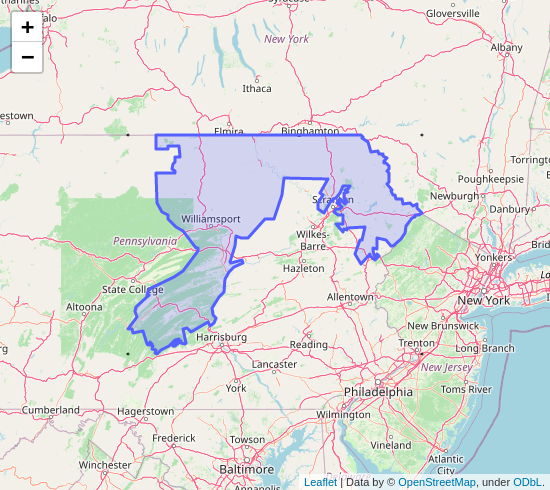 Syracuse
Gloversville
New York
Albany
Ithaca
Elmira
Binghamton
Poughkeepsie
Scranton
Newburgh
Danbury
Williamsport
Pennsylvania
Wilkes-
Barre
Yonkers
Hazleton
State College
Altoona
Allentown
New York
New Brunswick
Harrisburg
Reading
Trenton
Long Branch
Lancaster
New Jersey
York
Philadelphia
Toms River
Cumberland
Hagerstown
Wilmington
Frederick
Towson
Vineland
Winchester
Baltimore
Atlantic
City
+
−
Leaflet | Data by © OpenStreetMap, under ODbL.